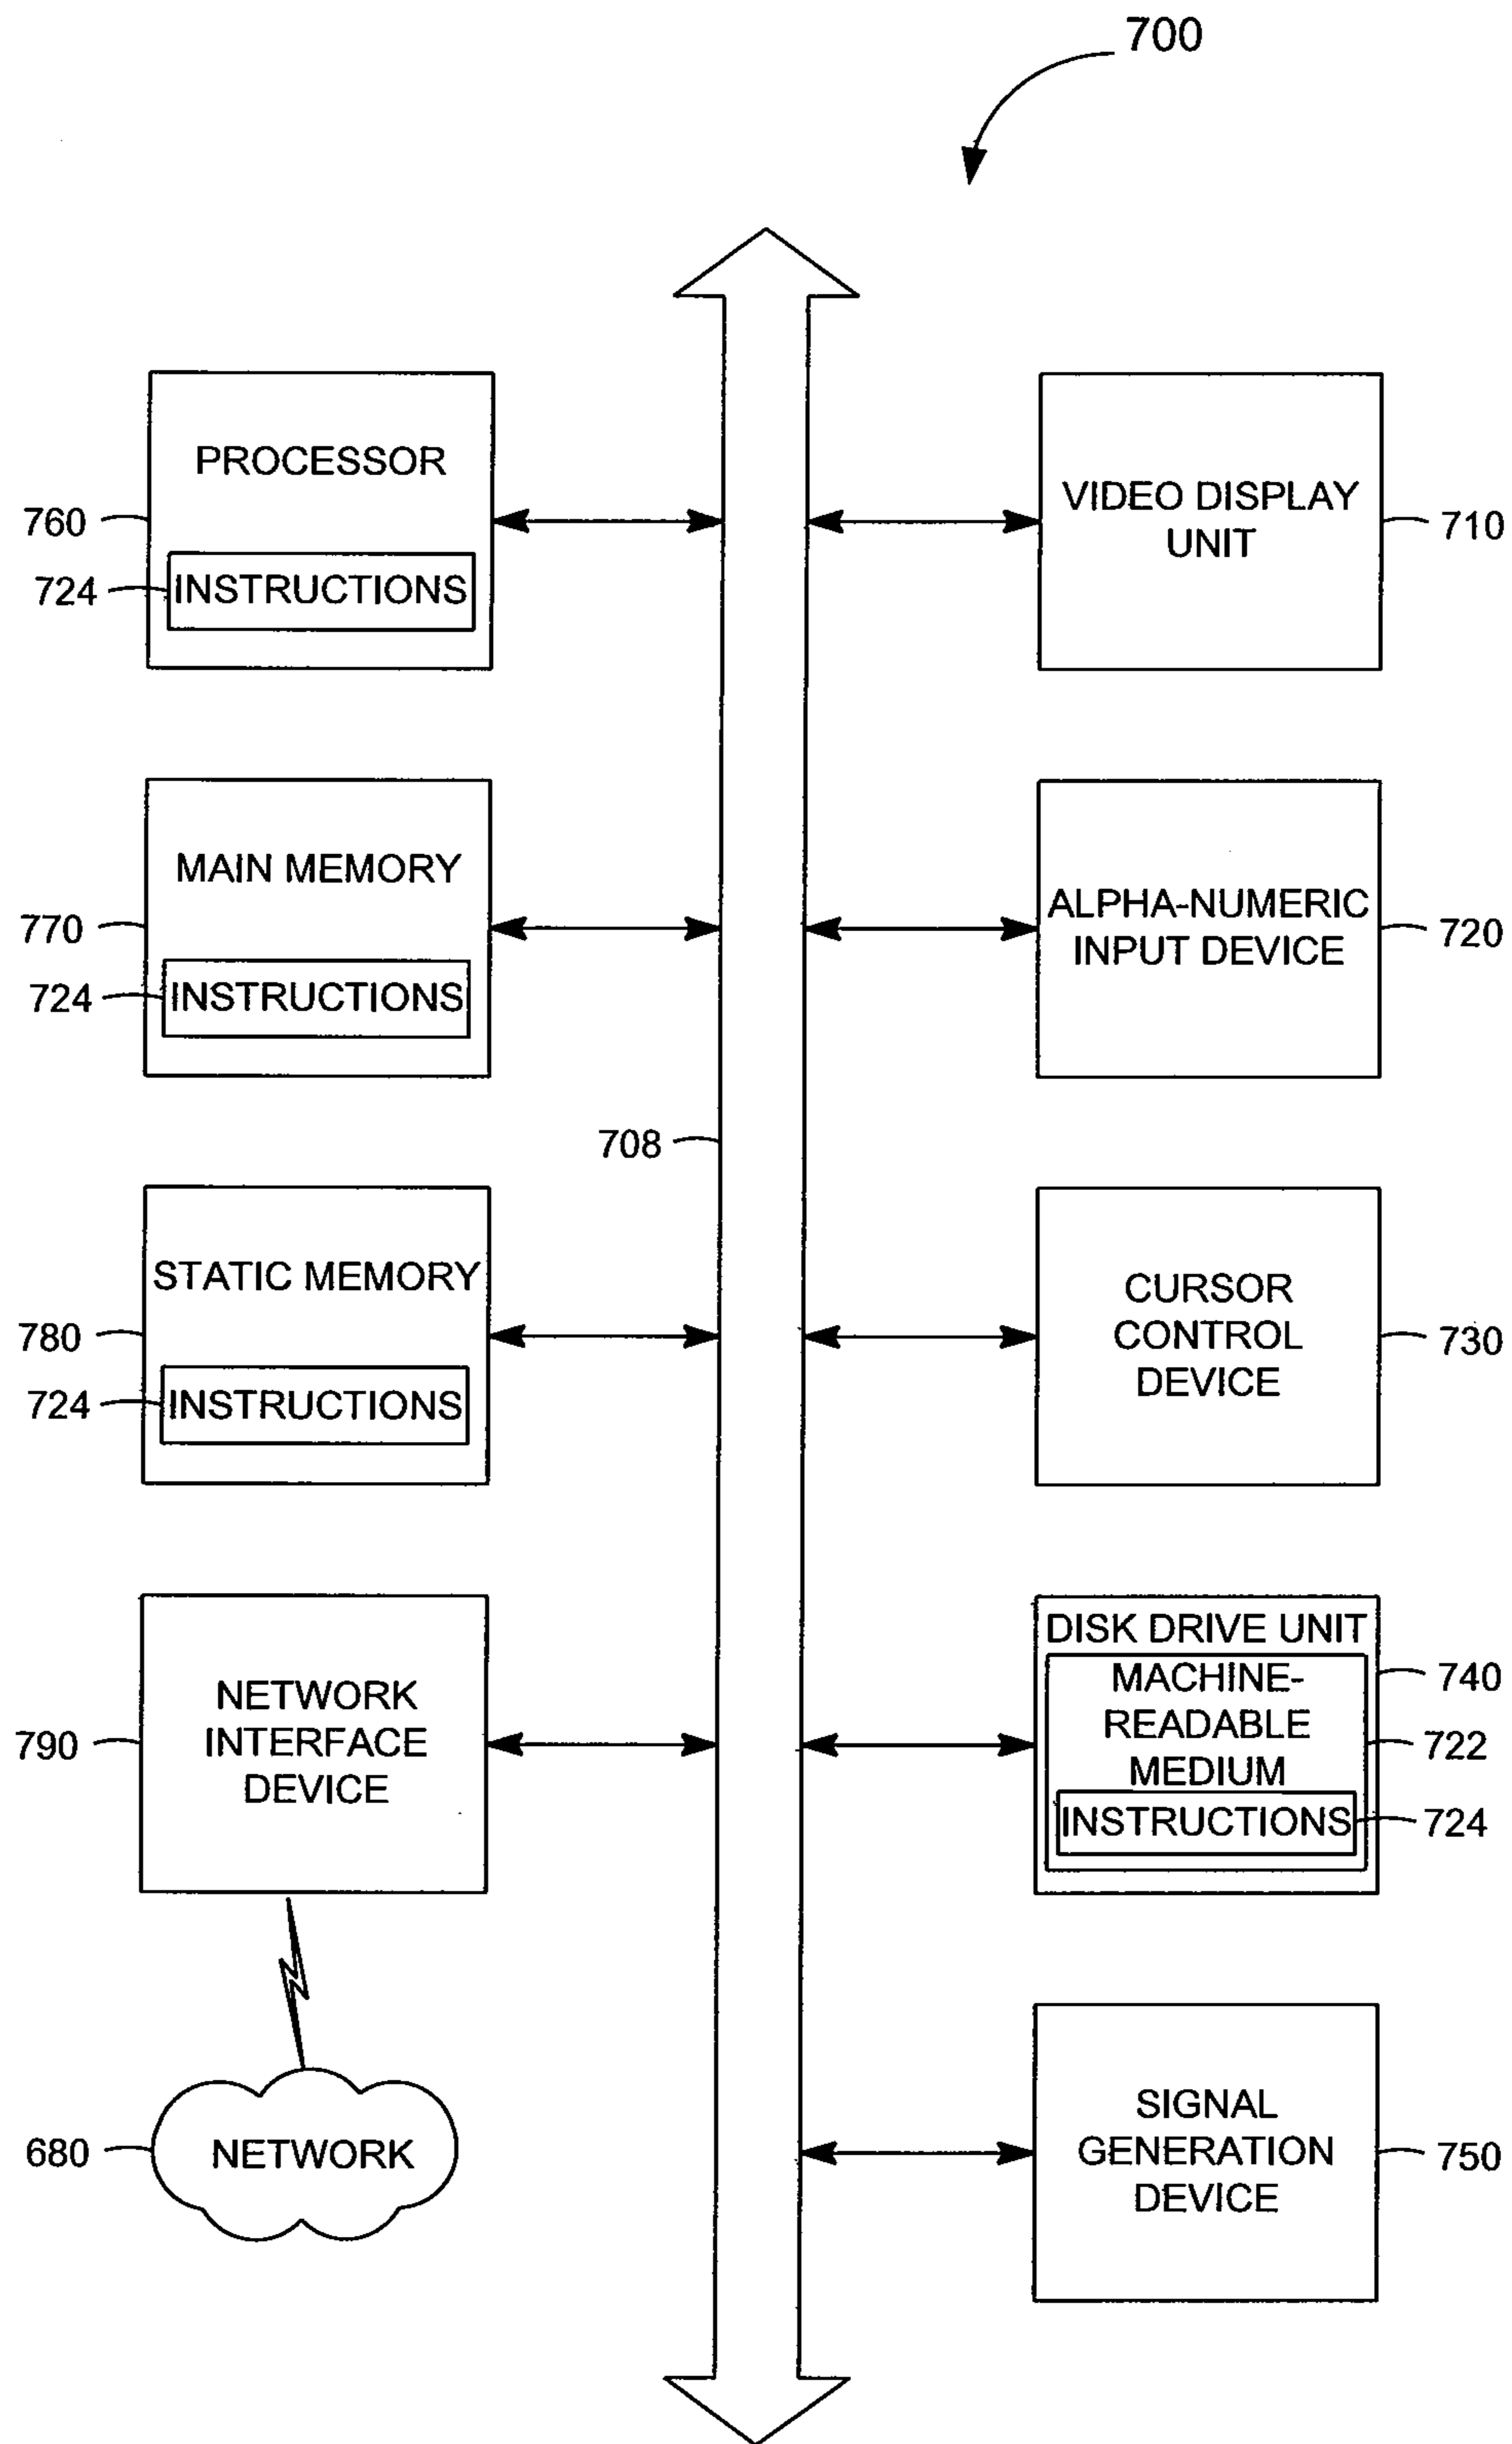 700
PROCESSOR
760
724
INSTRUCTIONS
VIDEO DISPLAY
UNIT
710
MAIN MEMORY
770
724
INSTRUCTIONS
ALPHA-NUMERIC
INPUT DEVICE
720
708
STATIC MEMORY
780
724
INSTRUCTIONS
CURSOR
CONTROL
DEVICE
730
NETWORK
INTERFACE
DEVICE
790
DISK DRIVE UNIT
740
MACHINE-
READABLE
MEDIUM
722
INSTRUCTIONS
724
680
NETWORK
SIGNAL
GENERATION
DEVICE
750